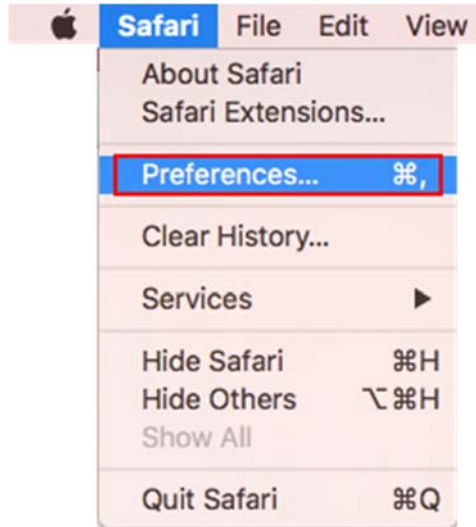 Safari File Edit View
About Safari
Safari Extensions...
Preferences... ⌘,
Clear History...
Services ▶
Hide Safari ⌘H
Hide Others ⌥⌘H
Show All
Quit Safari ⌘Q